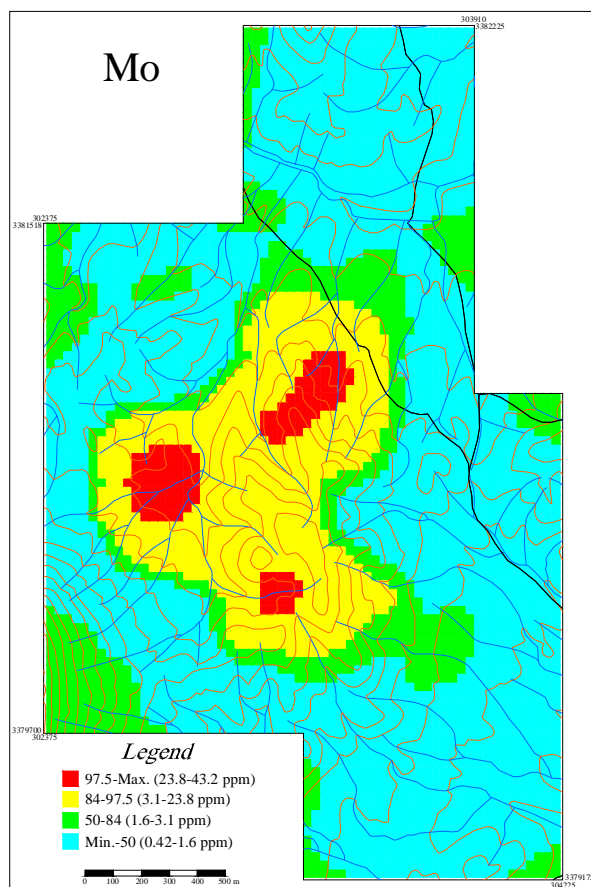 303910
3382225
Mo
302375
3381518
3379700
302375
Legend
97.5-Max. (23.8-43.2 ppm)
84-97.5 (3.1-23.8 ppm)
50-84 (1.6-3.1 ppm)
Min.-50 (0.42-1.6 ppm)
0 100 200 300 400 500 m
3379175
304225